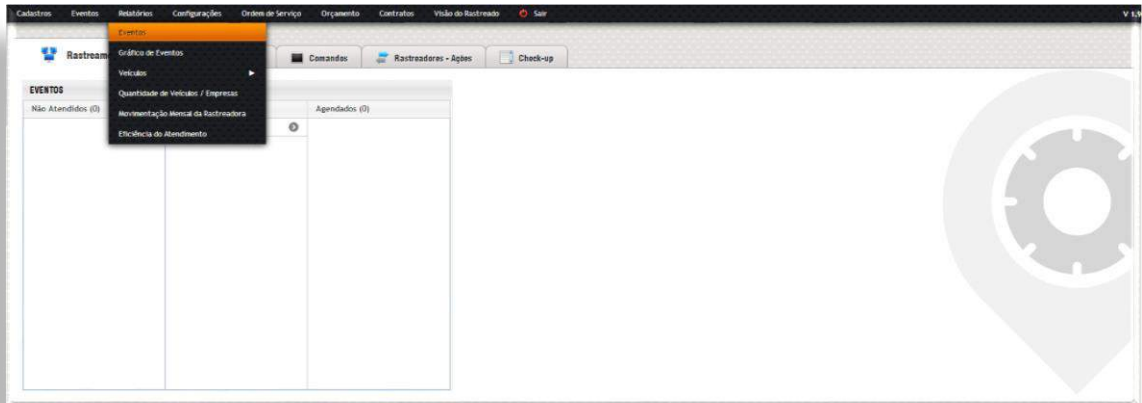 Cadastros Eventos Relatórios Configurações Ordem de Serviço Orçamento Contratos Visão do Rastreado Sair
Eventos
Rastream Gráfico de Eventos Comandos Rastreadores - Ações Check-up
Veículos
EVENTOS Quantidade de Veículos / Empresas
Não Atendidos (0) Movimentação Mensal da Rastreadora Agendados (0)
Eficiência do Atendimento